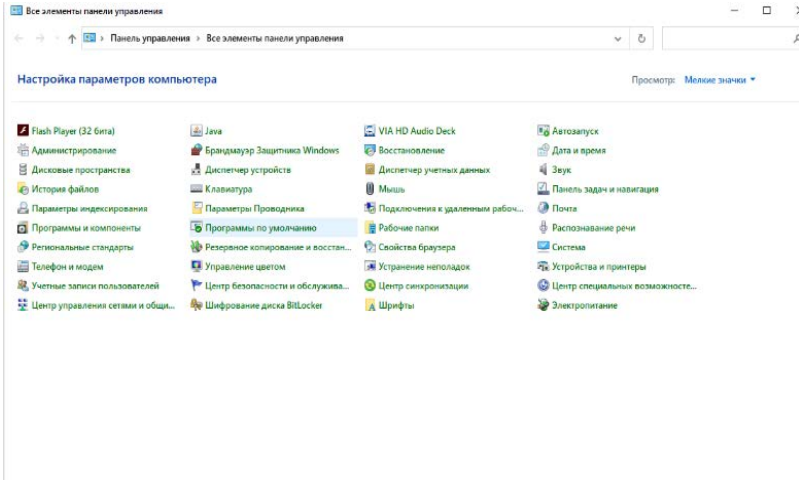 Все элементы панели управления
Панель управления > Все элементы панели управления
Настройка параметров компьютера
Просмотр: Мелкие значки
Flash Player (32 бита) Java VIA HD Audio Deck Автозапуск
Администрирование Брандмауэр Защитника Windows Восстановление Дата и время
Дисковые пространства Диспетчер устройств Диспетчер учетных данных Звук
История файлов Клавиатура Мышь Панель задач и навигация
Параметры индексирования Параметры Проводника Подключения к удаленным рабоч... Почта
Программы и компоненты Программы по умолчанию Рабочие папки Распознавание речи
Региональные стандарты Резервное копирование и восстан... Свойства браузера Система
Телефон и модем Управление цветом Устранение неполадок Устройства и принтеры
Учетные записи пользователей Центр безопасности и обслужива... Центр синхронизации Центр специальных возможносте...
Центр управления сетями и общи... Шифрование диска BitLocker Шрифты Электропитание